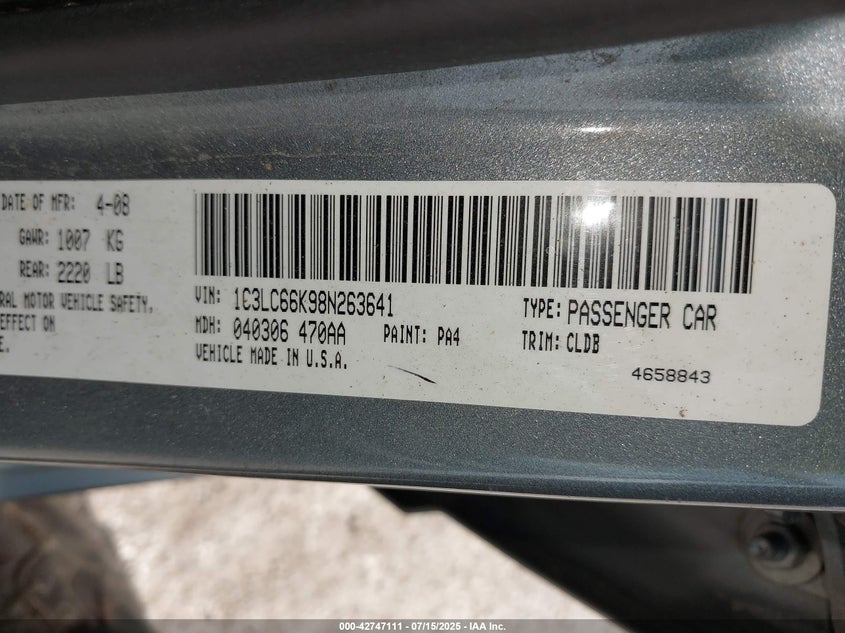 DATE OF MFR: 4-08
GAWR: 1007 KG
REAR: 2220 LB
RAL MOTOR VEHICLE SAFETY,
EFFECT ON
E.
VIN: 1C3LC66K98N263641
TYPE: PASSENGER CAR
MDH: 040306 470AA PAINT: PA4
TRIM: CLDB
VEHICLE MADE IN U.S.A.
4658843
000-42747111 - 07/15/2025 - IAA Inc.